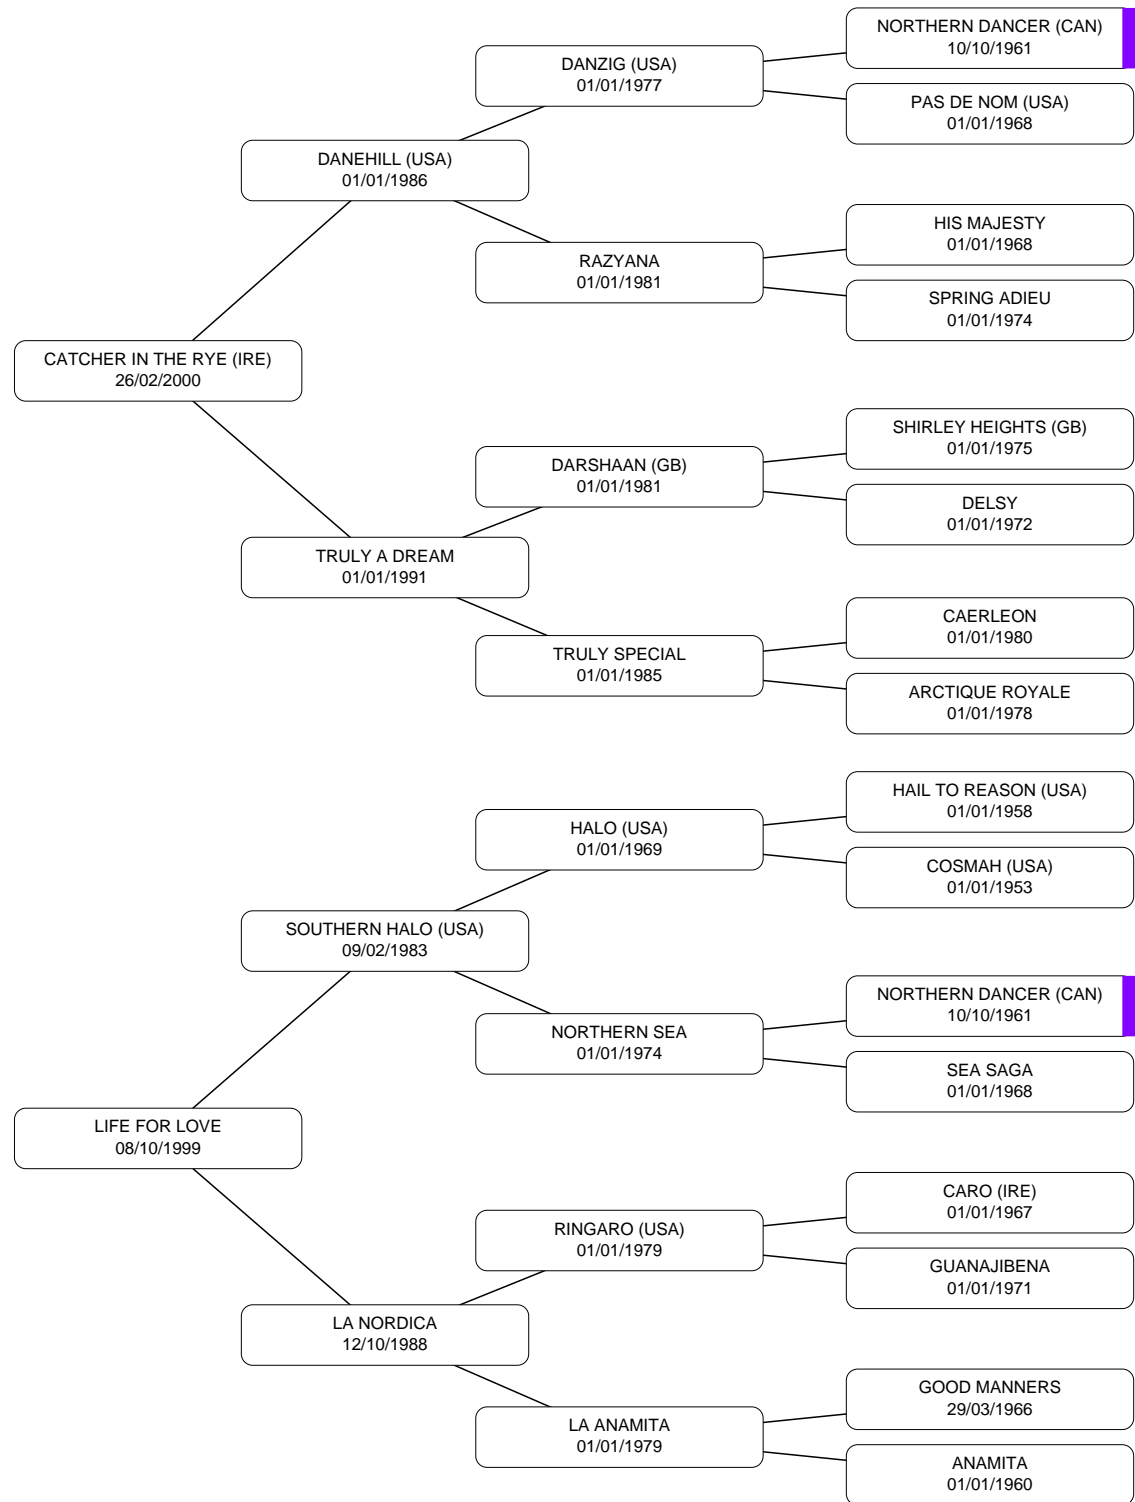 NORTHERN DANCER (CAN)
10/10/1961
DANZIG (USA)
01/01/1977
PAS DE NOM (USA)
01/01/1968
DANEHILL (USA)
01/01/1986
HIS MAJESTY
01/01/1968
RAZYANA
01/01/1981
SPRING ADIEU
01/01/1974
CATCHER IN THE RYE (IRE)
26/02/2000
SHIRLEY HEIGHTS (GB)
01/01/1975
DARSHAAN (GB)
01/01/1981
DELSY
01/01/1972
TRULY A DREAM
01/01/1991
CAERLEON
01/01/1980
TRULY SPECIAL
01/01/1985
ARCTIQUE ROYALE
01/01/1978
HAIL TO REASON (USA)
01/01/1958
HALO (USA)
01/01/1969
COSMAH (USA)
01/01/1953
SOUTHERN HALO (USA)
09/02/1983
NORTHERN DANCER (CAN)
10/10/1961
NORTHERN SEA
01/01/1974
SEA SAGA
01/01/1968
LIFE FOR LOVE
08/10/1999
CARO (IRE)
01/01/1967
RINGARO (USA)
01/01/1979
GUANAJIBENA
01/01/1971
LA NORDICA
12/10/1988
GOOD MANNERS
29/03/1966
LA ANAMITA
01/01/1979
ANAMITA
01/01/1960